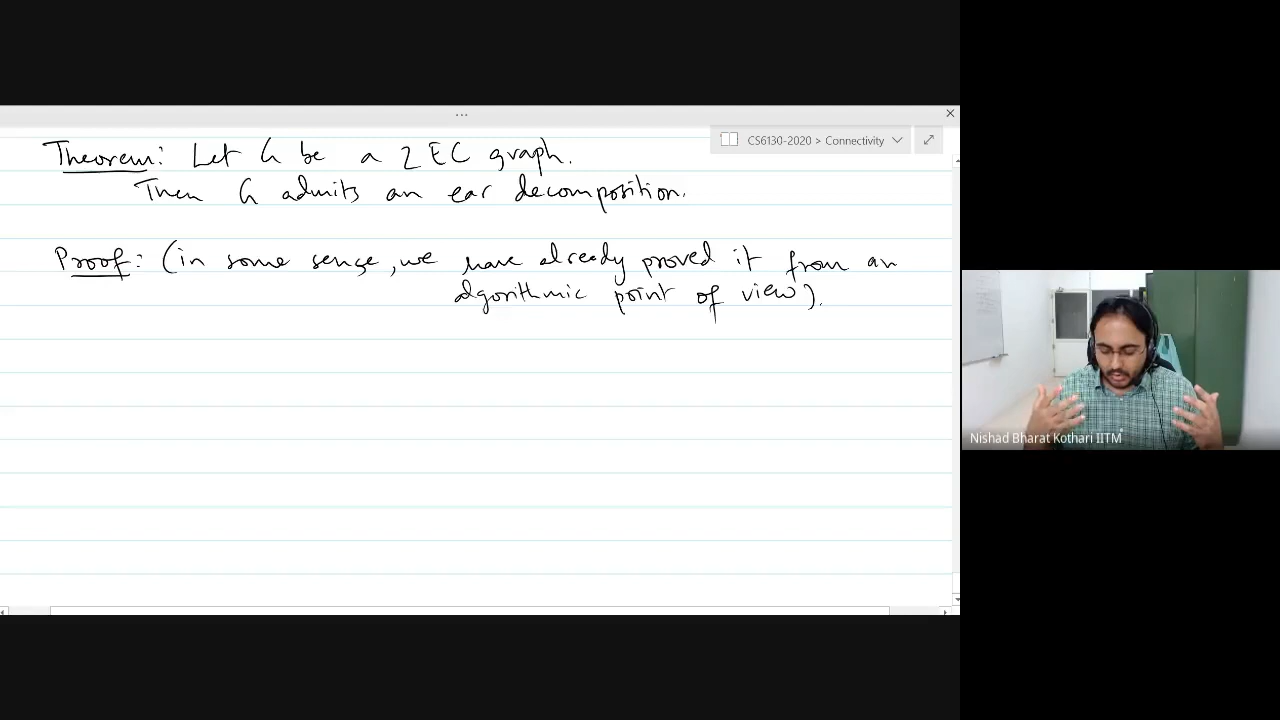 CS6130-2020 > Connectivity
Theorem: Let G be a 2EC graph.
Then G admits an ear decomposition.
Proof: (in some sense, we have already proved it from an
algorithmic point of view).
Nishad Bharat Kothari IITM